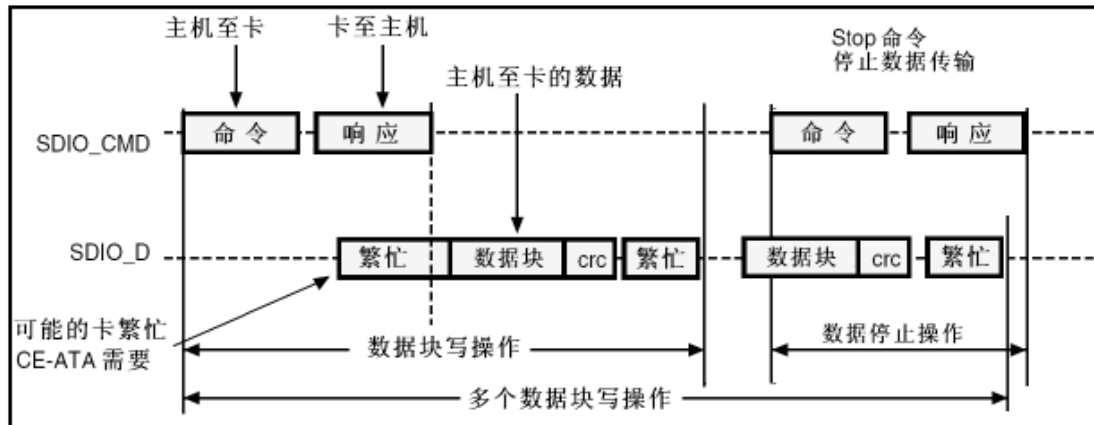 主机至卡
卡至主机
主机至卡的数据
Stop 命令
停止数据传输
SDIO_CMD
命令
响应
命令
响应
SDIO_D
繁忙
数据块
crc
繁忙
数据块
crc
繁忙
可能的卡繁忙
CE-ATA 需要
数据块写操作
数据停止操作
多个数据块写操作